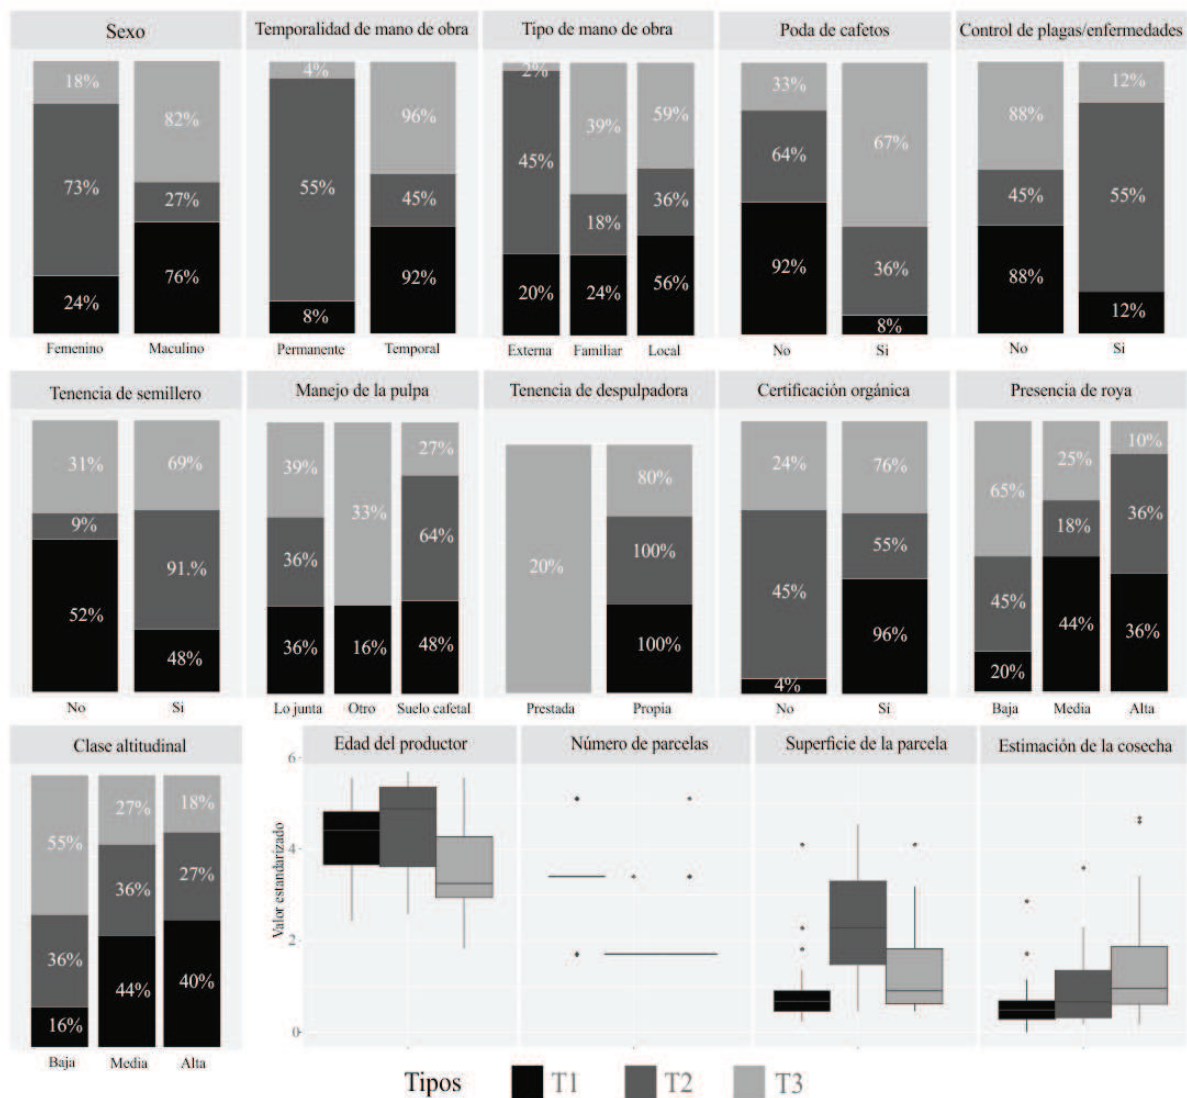 Sexo
18%
82%
73%
27%
24%
76%
Femenino Maculino
Temporalidad de mano de obra
4%
96%
55%
45%
8%
92%
Permanente Temporal
Tipo de mano de obra
2%
39%
59%
45%
18%
36%
20%
24%
56%
Externa Familiar Local
Poda de cafetos
33%
67%
64%
36%
92%
8%
No Si
Control de plagas/enfermedades
88%
12%
45%
55%
88%
12%
No Si
Tenencia de semillero
31%
69%
9%
91.%
52%
48%
No Si
Manejo de la pulpa
39%
33%
27%
36%
64%
36%
16%
48%
Lo junta Otro Suelo cafetal
Tenencia de despulpadora
20%
80%
100%
100%
Prestada Propia
Certificación orgánica
24%
76%
45%
55%
4%
96%
No Sí
Presencia de roya
65%
25%
10%
45%
18%
36%
20%
44%
36%
Baja Media Alta
Clase altitudinal
55%
27%
18%
36%
36%
27%
16%
44%
40%
Baja Media Alta
Edad del productor
Número de parcelas
Superficie de la parcela
Estimación de la cosecha
Valor estandarizado
6
4
2
0
Tipos T1 T2 T3